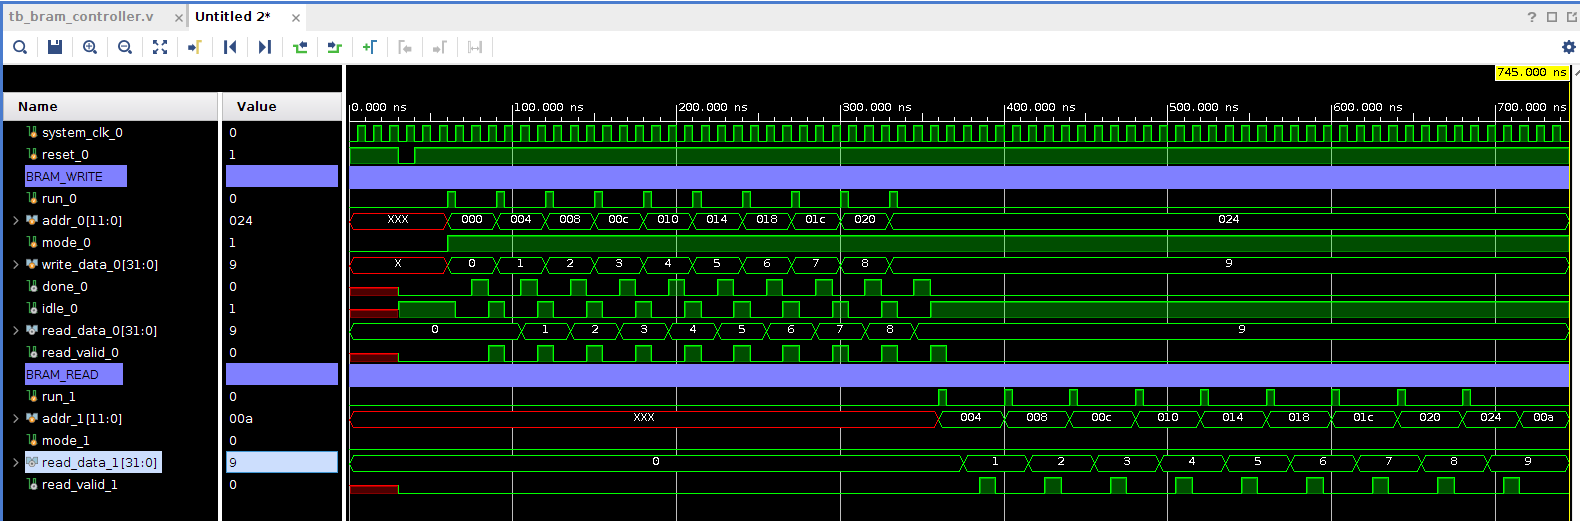 tb_bram_controller.v × Untitled 2* ×
?
745.000 ns
Name Value
0.000 ns 100.000 ns 200.000 ns 300.000 ns 400.000 ns 500.000 ns 600.000 ns 700.000 ns
system_clk_0 0
reset_0 1
BRAM_WRITE
run_0 0
addr_0[11:0] 024 XXX 000 004 008 00c 010 014 018 01c 020 024
mode_0 1
write_data_0[31:0] 9 X 0 1 2 3 4 5 6 7 8 9
done_0 0
idle_0 1
read_data_0[31:0] 9 0 1 2 3 4 5 6 7 8 9
read_valid_0 0
BRAM_READ
run_1 0
addr_1[11:0] 00a XXX 004 008 00c 010 014 018 01c 020 024 00a
mode_1 0
read_data_1[31:0] 9 0 1 2 3 4 5 6 7 8 9
read_valid_1 0